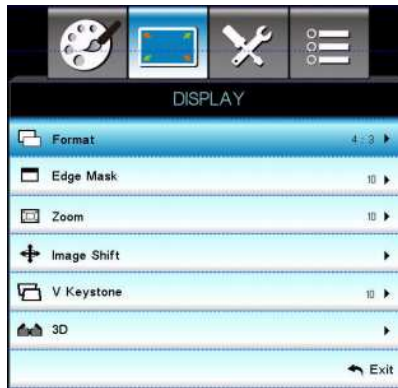 DISPLAY
Format 4 : 3
Edge Mask 10
Zoom 10
Image Shift
V Keystone 10
3D
Exit